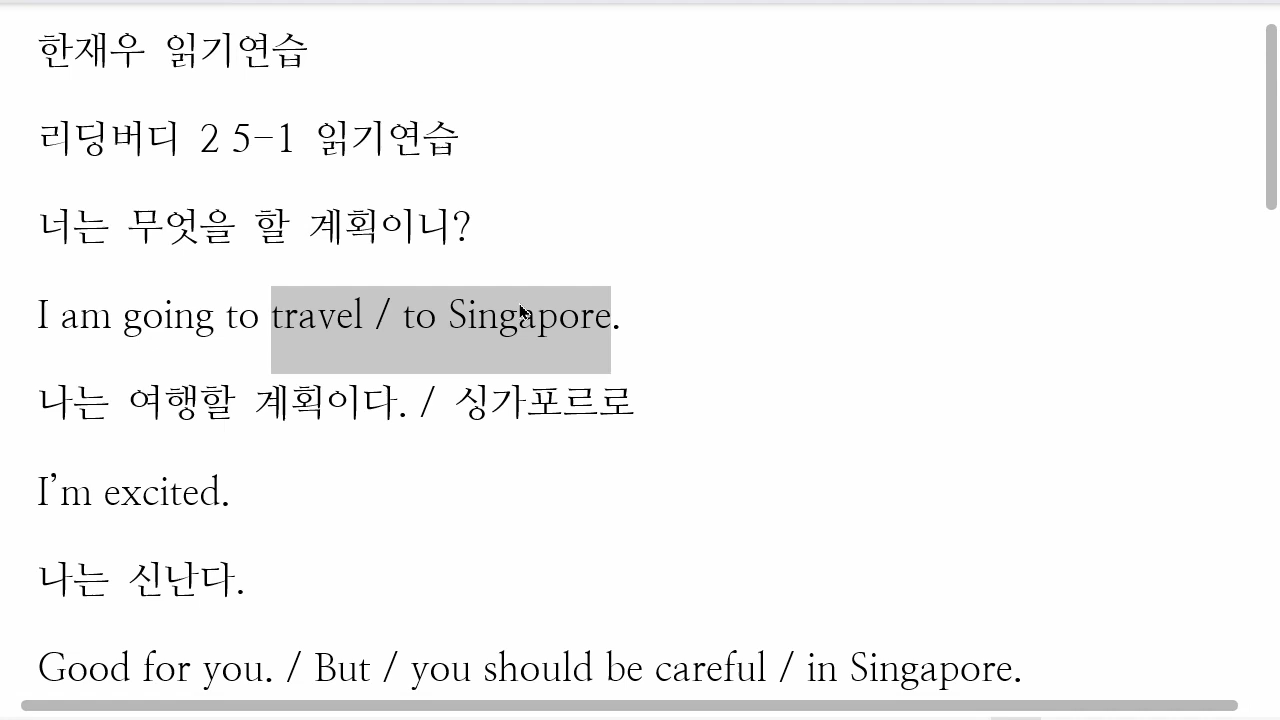 한재우 읽기연습
리딩버디 2 5-1 읽기연습
너는 무엇을 할 계획이니?
I am going to travel / to Singapore.
나는 여행할 계획이다. / 싱가포르로
I’m excited.
나는 신난다.
Good for you. / But / you should be careful / in Singapore.